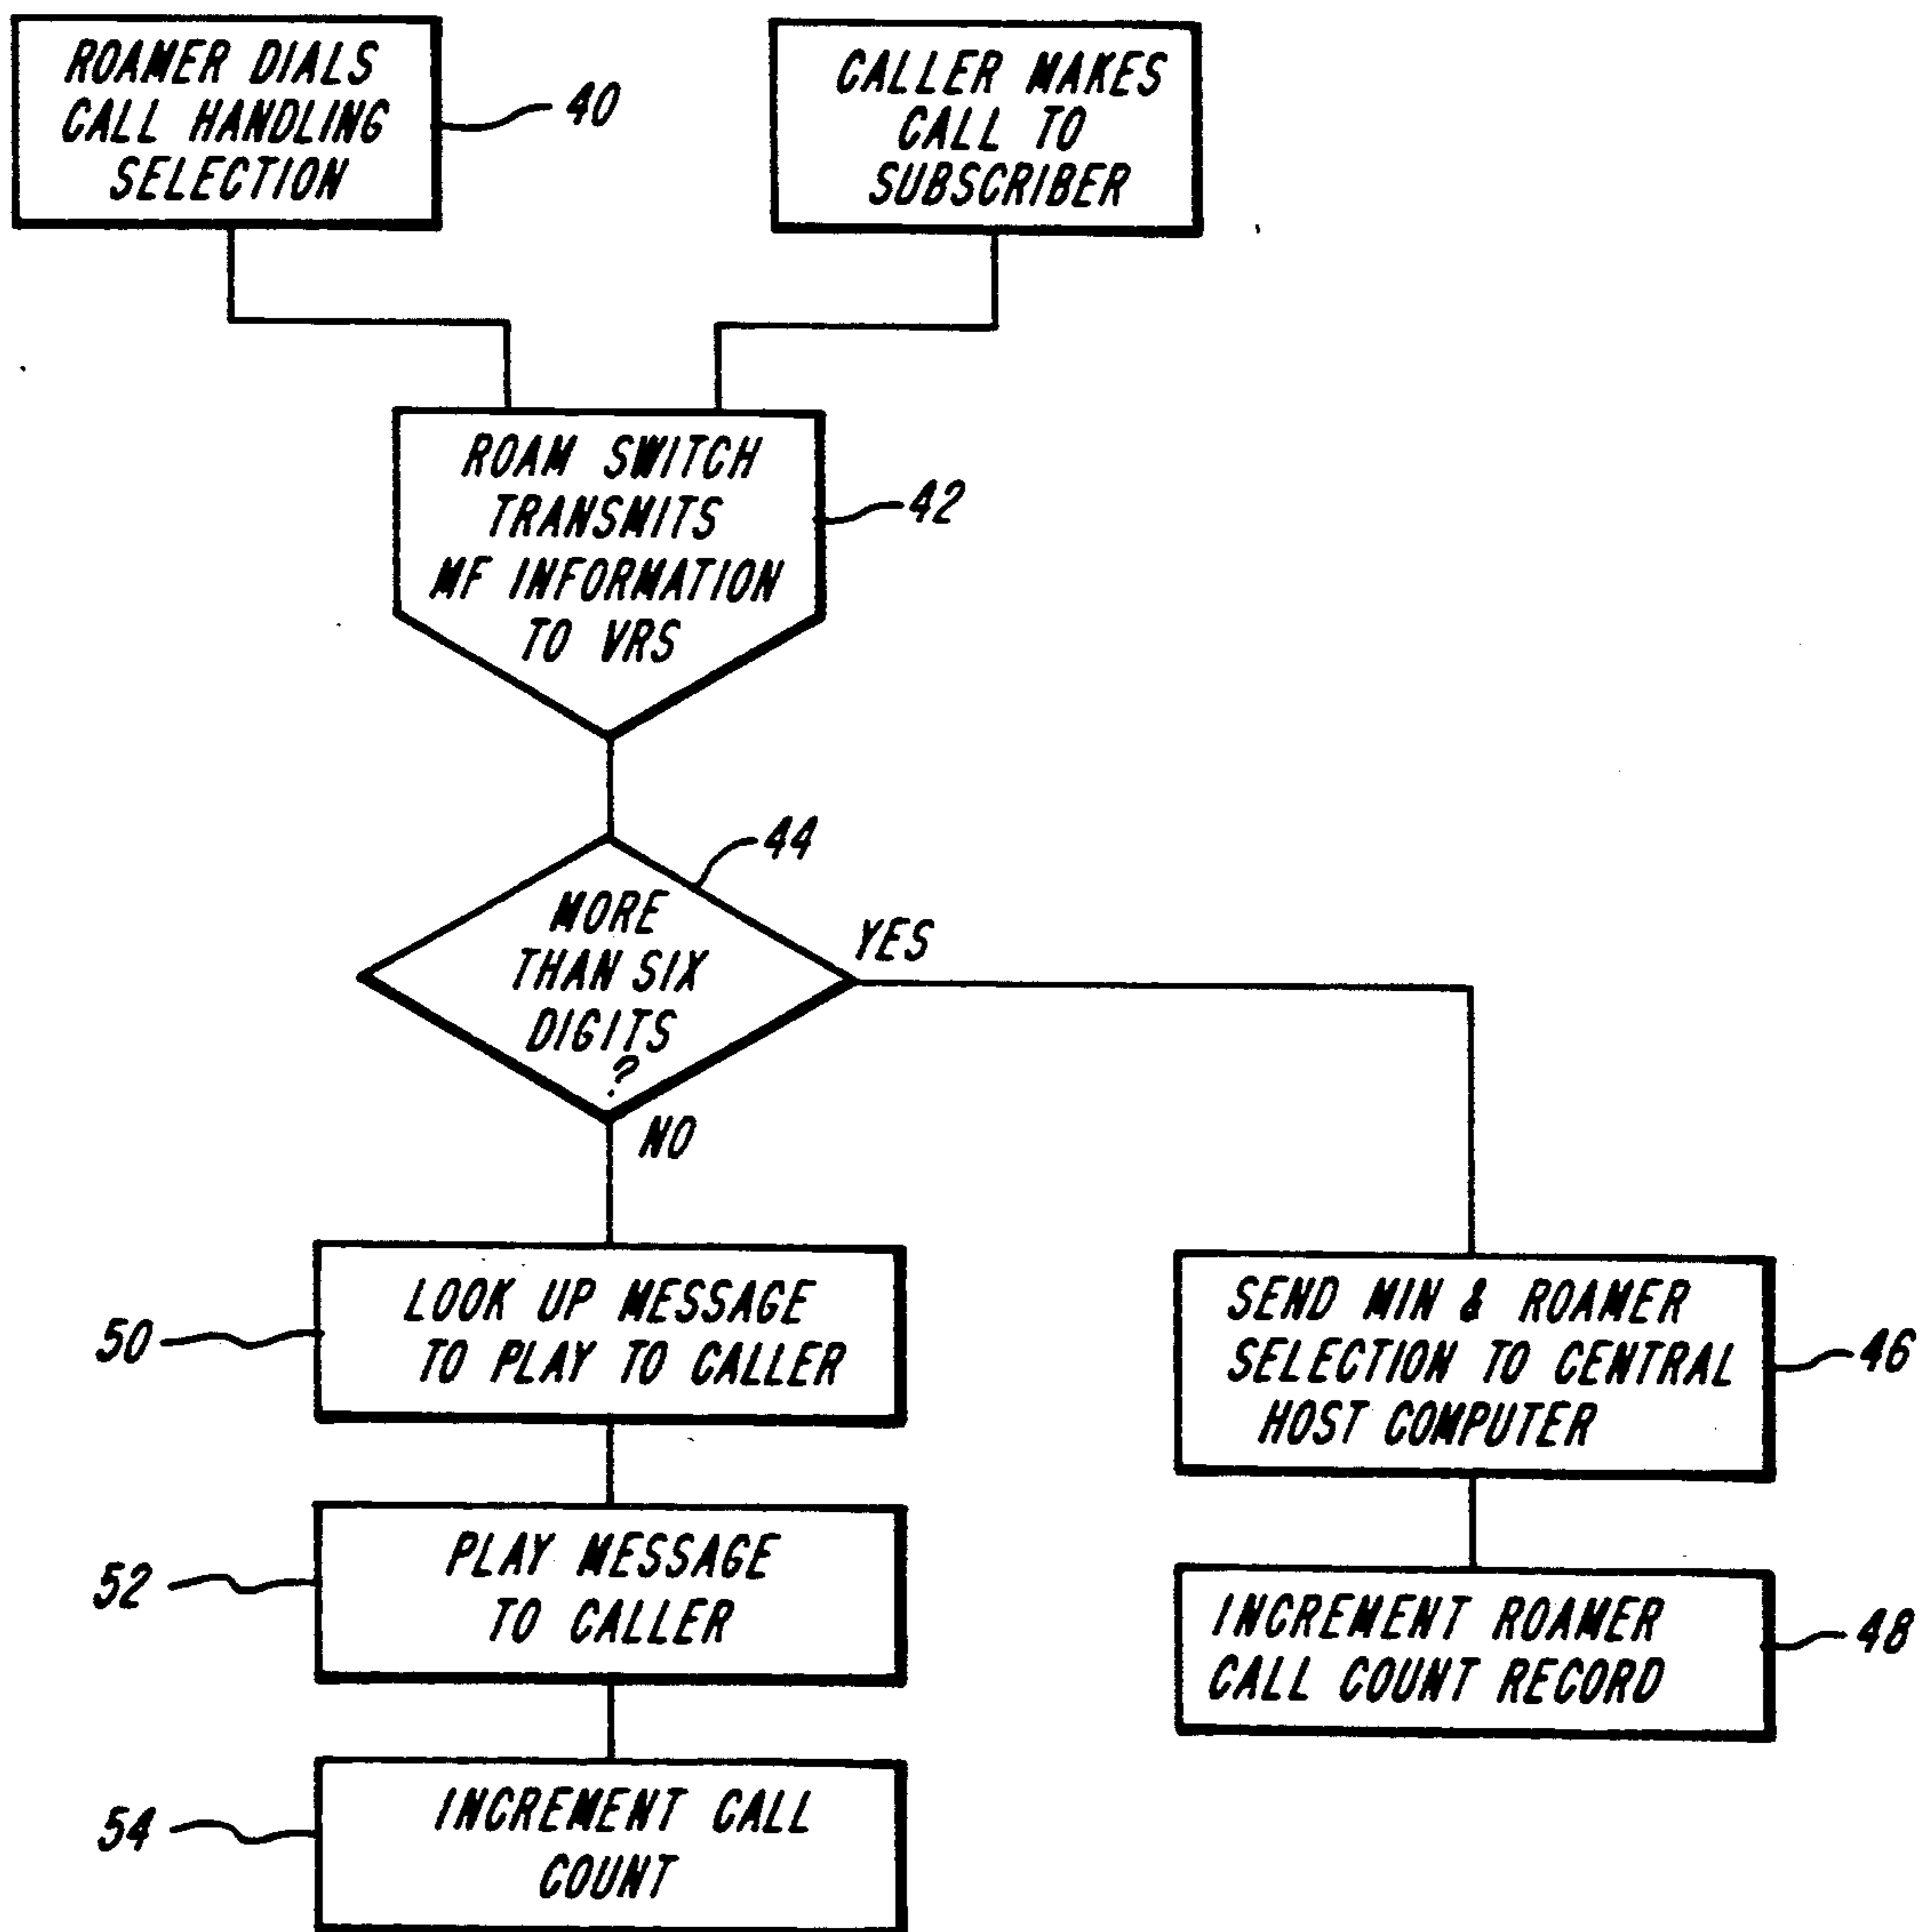 ROAMER DIALS
CALL HANDLING
SELECTION
40
CALLER MAKES
CALL TO
SUBSCRIBER
ROAM SWITCH
TRANSMITS
MF INFORMATION
TO VRS
42
44
MORE
THAN SIX
DIGITS
?
YES
NO
50
LOOK UP MESSAGE
TO PLAY TO CALLER
SEND MIN & ROAMER
SELECTION TO CENTRAL
HOST COMPUTER
46
52
PLAY MESSAGE
TO CALLER
INCREMENT ROAMER
CALL COUNT RECORD
48
54
INCREMENT CALL
COUNT